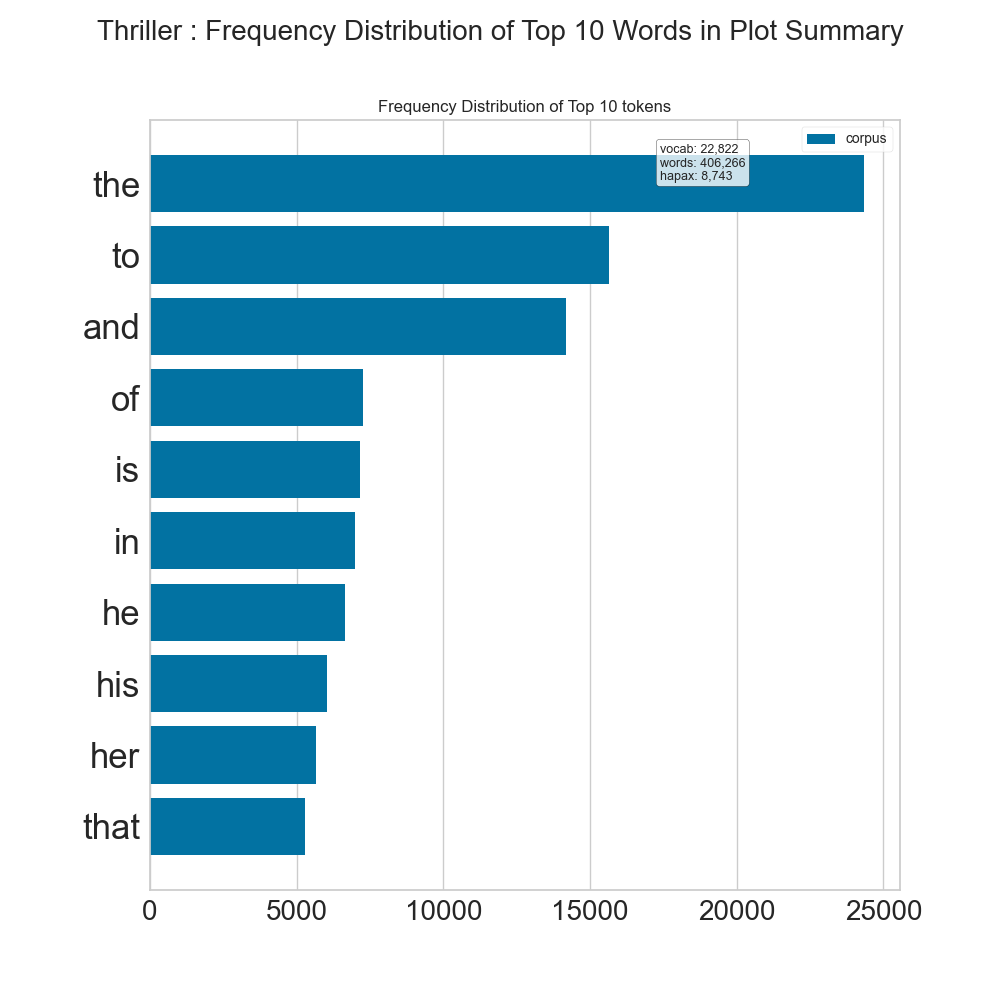 Thriller : Frequency Distribution of Top 10 Words in Plot Summary
Frequency Distribution of Top 10 tokens
corpus
vocab: 22,822
words: 406,266
hapax: 8,743
the
to
and
of
is
in
he
his
her
that
0 5000 10000 15000 20000 25000